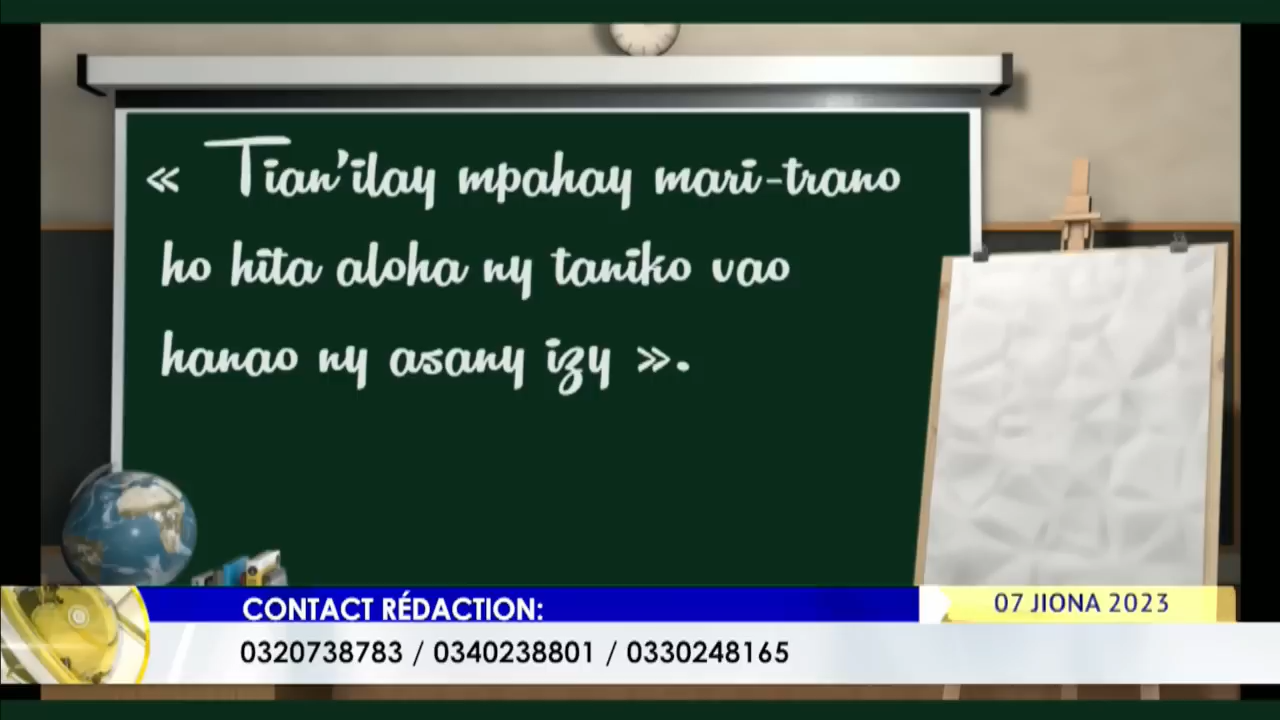 « Tian'ilay mpahay mari-trano
ho hita aloha ny taniko vao
hanao ny asany izy ».
CONTACT RÉDACTION:
07 JIONA 2023
0320738783 / 0340238801 / 0330248165